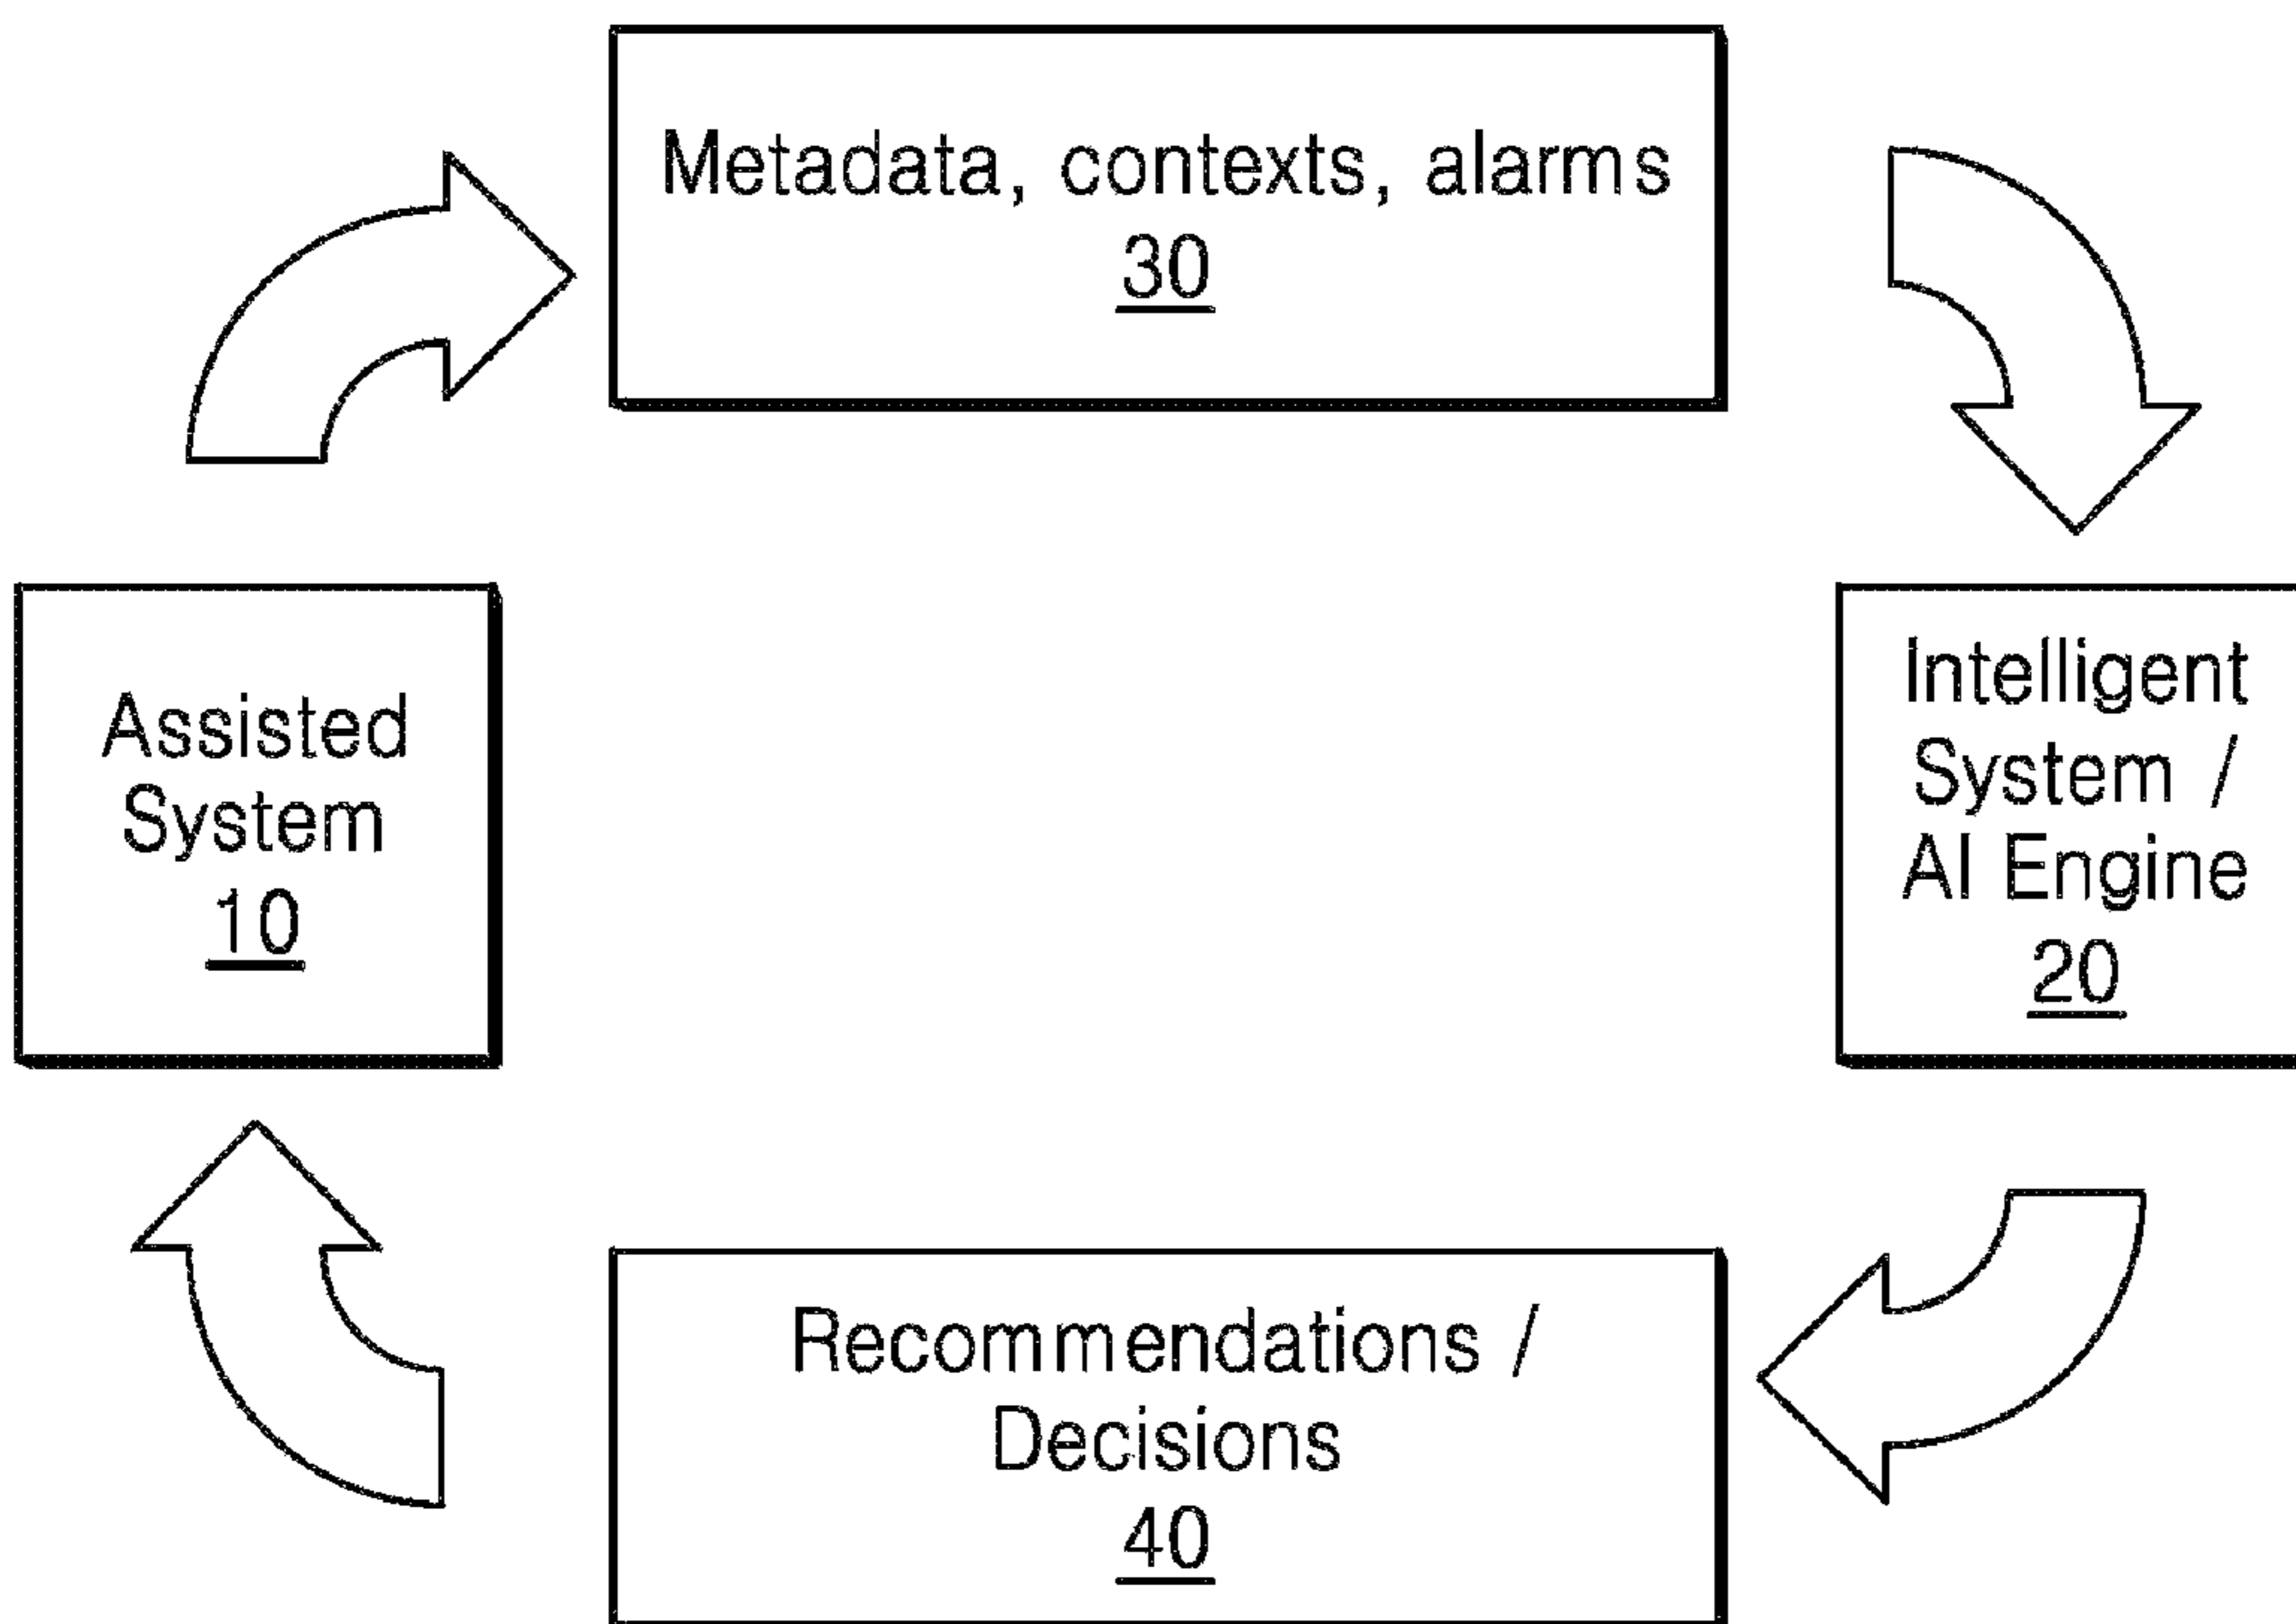 Metadata, contexts, alarms
30
Assisted
System
10
Intelligent
System /
AI Engine
20
Recommendations /
Decisions
40